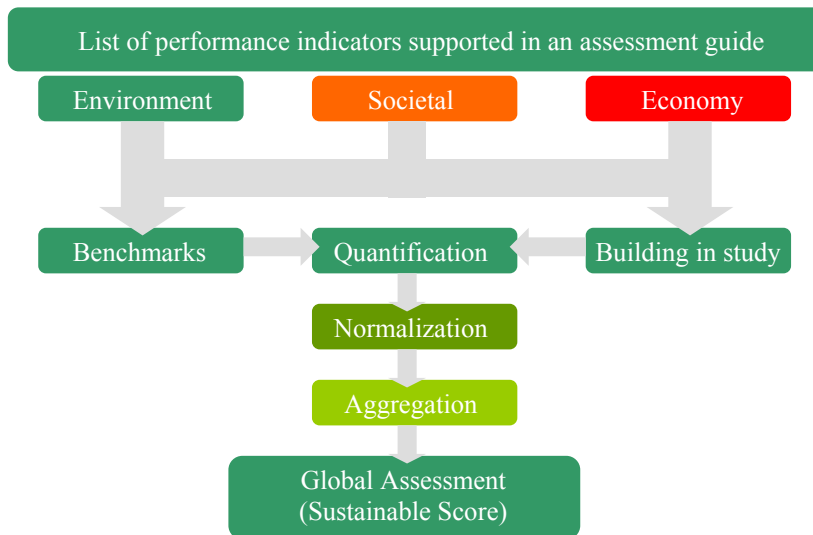 List of performance indicators supported in an assessment guide
Environment
Societal
Economy
Benchmarks
Quantification
Building in study
Normalization
Aggregation
Global Assessment
(Sustainable Score)